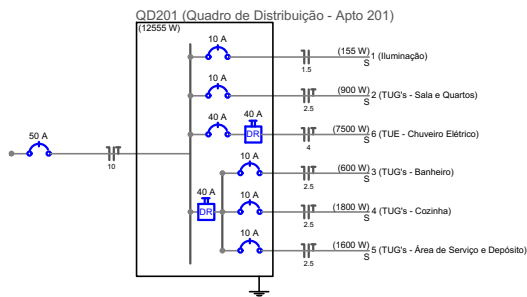 QD201 (Quadro de Distribuição - Apto 201)
(12555 W)
10 A
(155 W)
1 (Iluminação)
S
1.5
10 A
(900 W)
2 (TUG's - Sala e Quartos)
S
2.5
40 A
40 A
DR
(7500 W)
6 (TUE - Chuveiro Elétrico)
S
4
50 A
10
10 A
(600 W)
3 (TUG's - Banheiro)
S
2.5
40 A
DR
10 A
(1800 W)
4 (TUG's - Cozinha)
S
2.5
10 A
(1600 W)
5 (TUG's - Área de Serviço e Depósito)
S
2.5